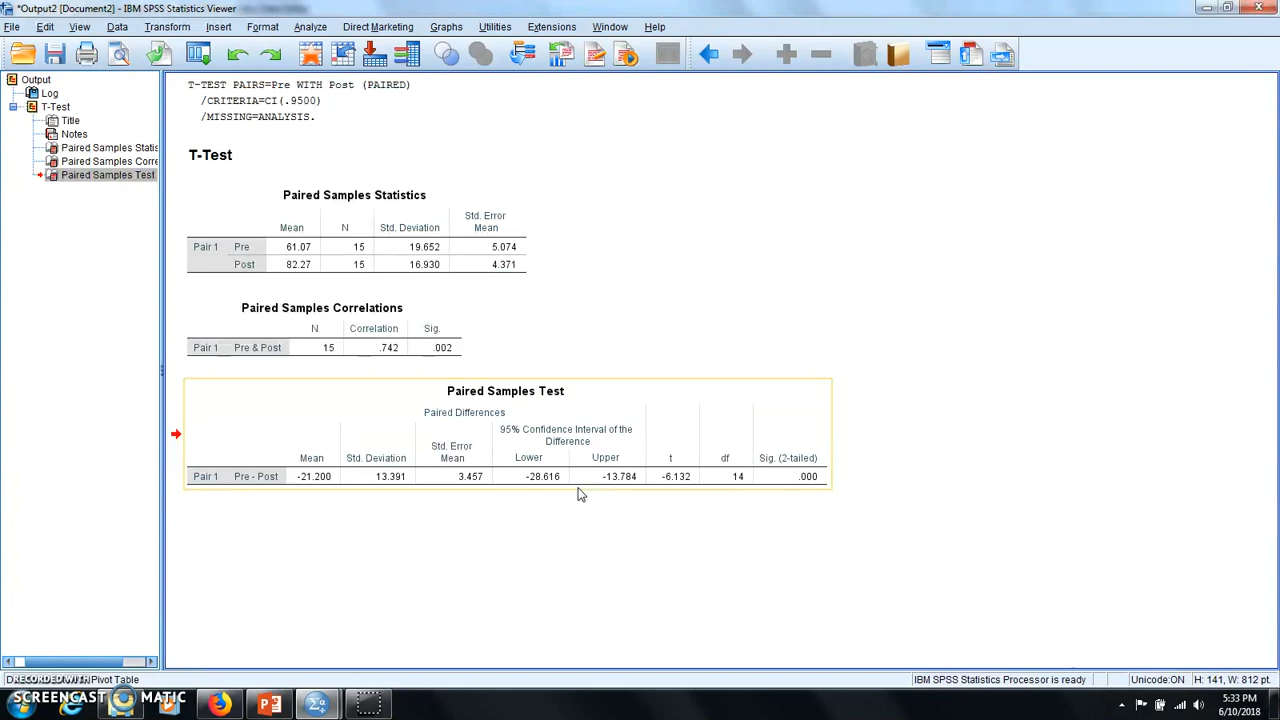 *Output2 [Document2] - IBM SPSS Statistics Viewer
File Edit View Data Transform Insert Format Analyze Direct Marketing Graphs Utilities Extensions Window Help
Output
Log
T-Test
Title
Notes
Paired Samples Statis
Paired Samples Corre
Paired Samples Test
T-TEST PAIRS=Pre WITH Post (PAIRED)
/CRITERIA=CI(.9500)
/MISSING=ANALYSIS.
T-Test
Paired Samples Statistics
Mean N Std. Deviation Std. Error Mean
Pair 1 Pre 61.07 15 19.652 5.074
Post 82.27 15 16.930 4.371
Paired Samples Correlations
N Correlation Sig.
Pair 1 Pre & Post 15 .742 .002
Paired Samples Test
Paired Differences
95% Confidence Interval of the Difference
Mean Std. Deviation Std. Error Mean Lower Upper t df Sig. (2-tailed)
Pair 1 Pre - Post -21.200 13.391 3.457 -28.616 -13.784 -6.132 14 .000
RECORDED WITH
Pivot Table
IBM SPSS Statistics Processor is ready Unicode:ON H: 141, W: 812 pt.
SCREENCAST MATIC
5:33 PM
6/10/2018